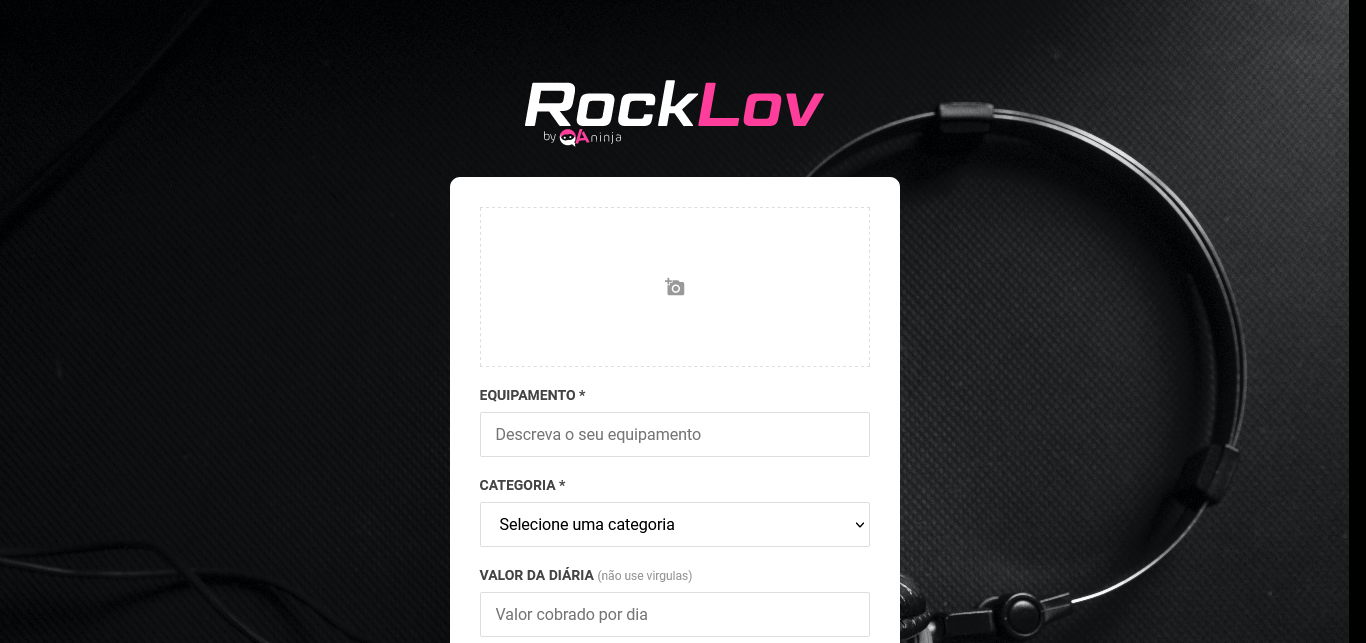 RockLov
by QAninja
EQUIPAMENTO *
Descreva o seu equipamento
CATEGORIA *
Selecione uma categoria
VALOR DA DIÁRIA (não use virgulas)
Valor cobrado por dia